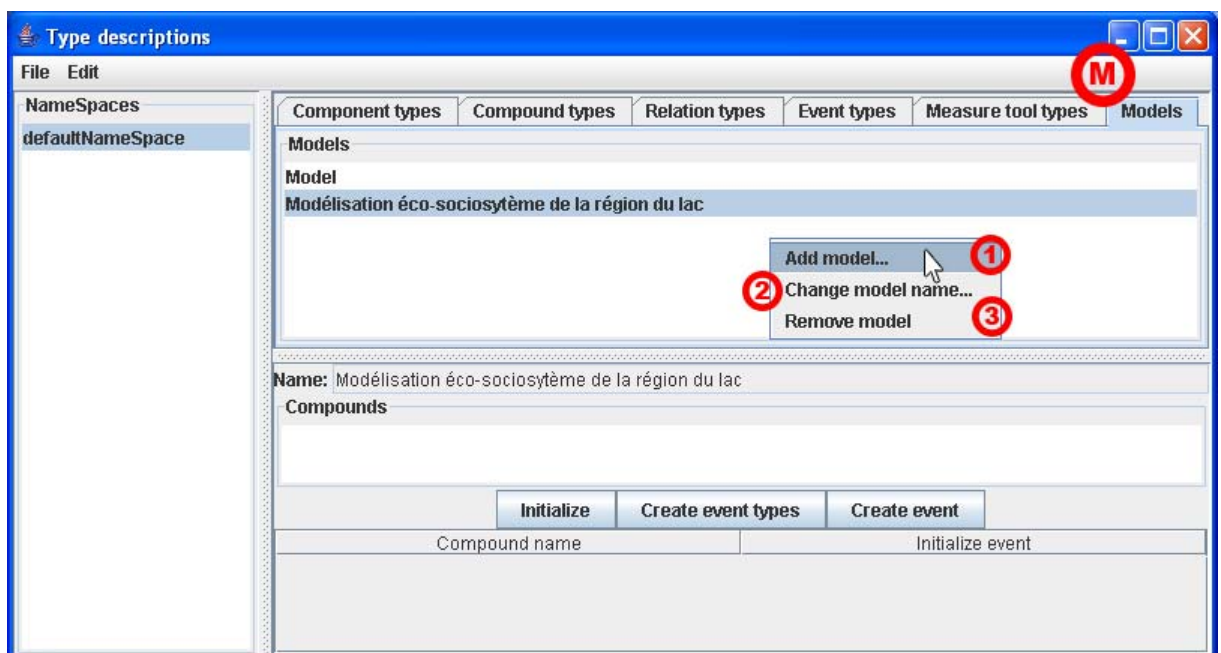 Type descriptions
File Edit
M
NameSpaces
defaultNameSpace
Component types Compound types Relation types Event types Measure tool types Models
Models
Model
Modélisation éco-sociosytème de la région du lac
Add model... 1
2 Change model name...
Remove model 3
Name: Modélisation éco-sociosytème de la région du lac
Compounds
Initialize Create event types Create event
Compound name Initialize event